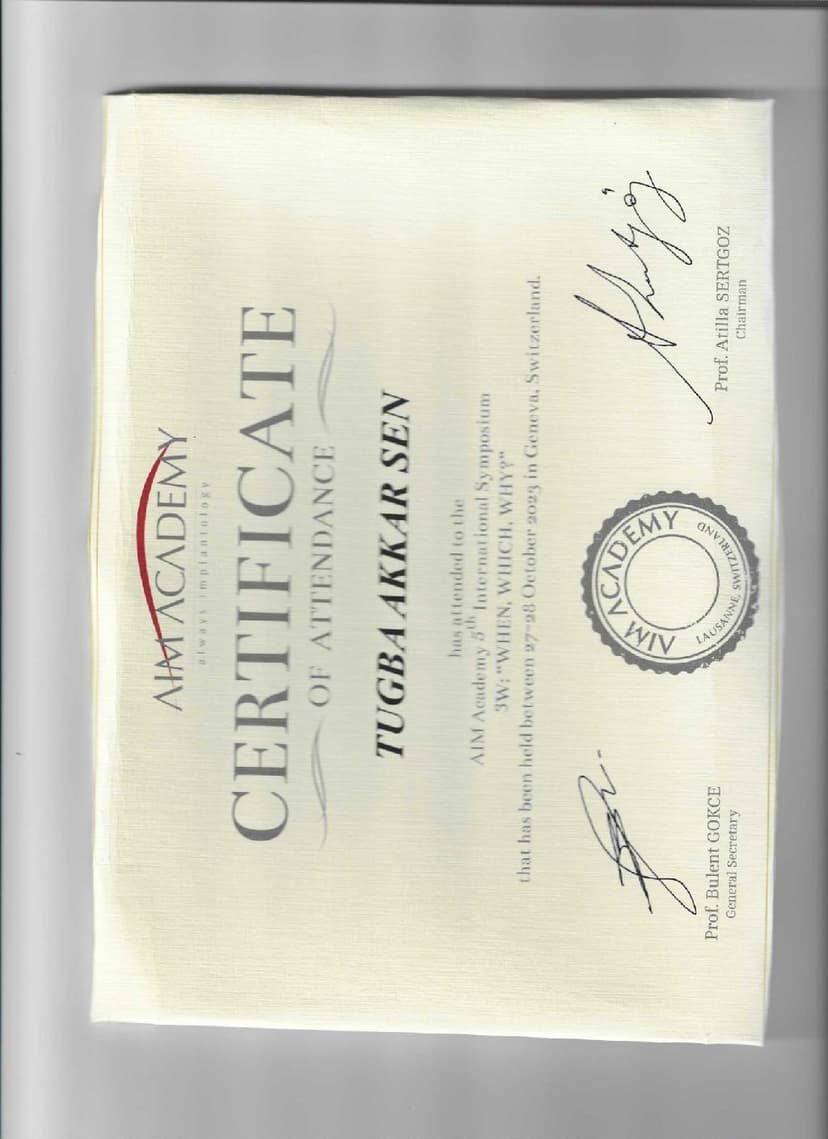 AIM ACADEMY
always implantology
CERTIFICATE
OF ATTENDANCE
TUGBA AKKAR SEN
has attended to the
AIM Academy 5th International Symposium
3W: "WHEN, WHICH, WHY?"
that has been held between 27-28 October 2023 in Geneva, Switzerland.
Prof. Bulent GOKCE
General Secretary
AIM ACADEMY
LAUSANNE, SWITZERLAND
Prof. Atilla SERTGOZ
Chairman